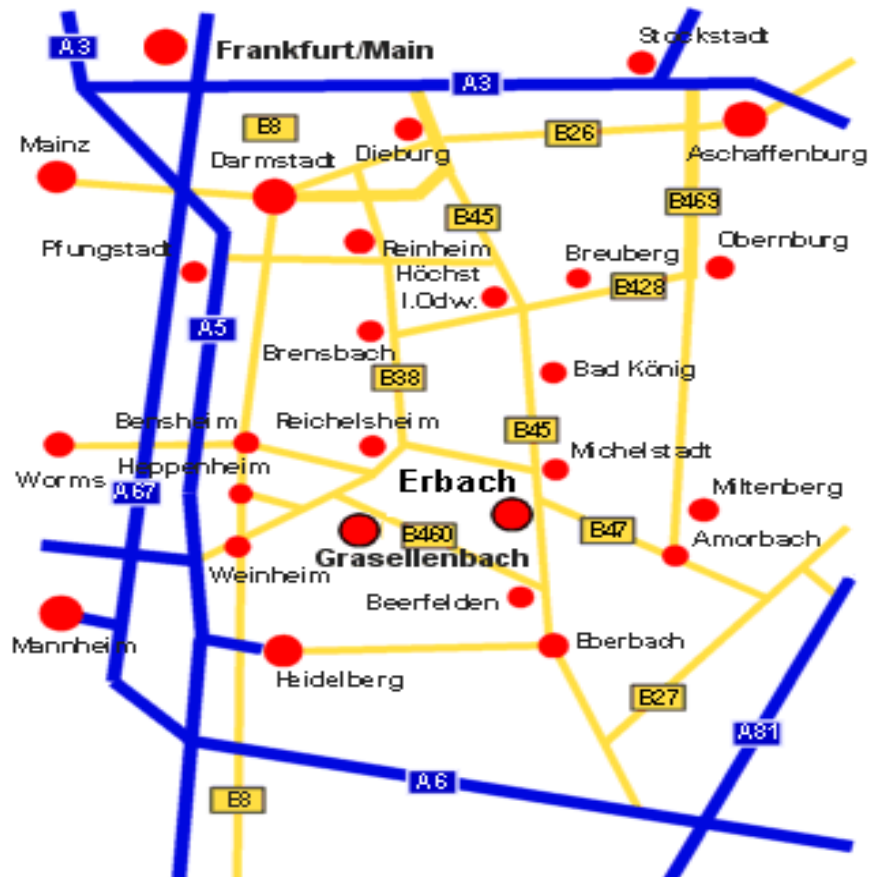 Stockstadt
A3
Frankfurt/Main
A3
B8
B26
Mainz
Darmstadt
Dieburg
Aschaffenburg
B469
B45
Pfungstadt
Reinheim
Breuberg
Obernburg
Höchst
I.Odw.
B428
A5
Brensbach
B38
Bad König
Bensheim
Reichelsheim
B45
Michelstadt
Heppenheim
Worms
Erbach
A67
Miltenberg
B460
B47
Amorbach
Grasellenbach
Weinheim
Beerfelden
Mannheim
Eberbach
Heidelberg
B27
A81
A6
B3